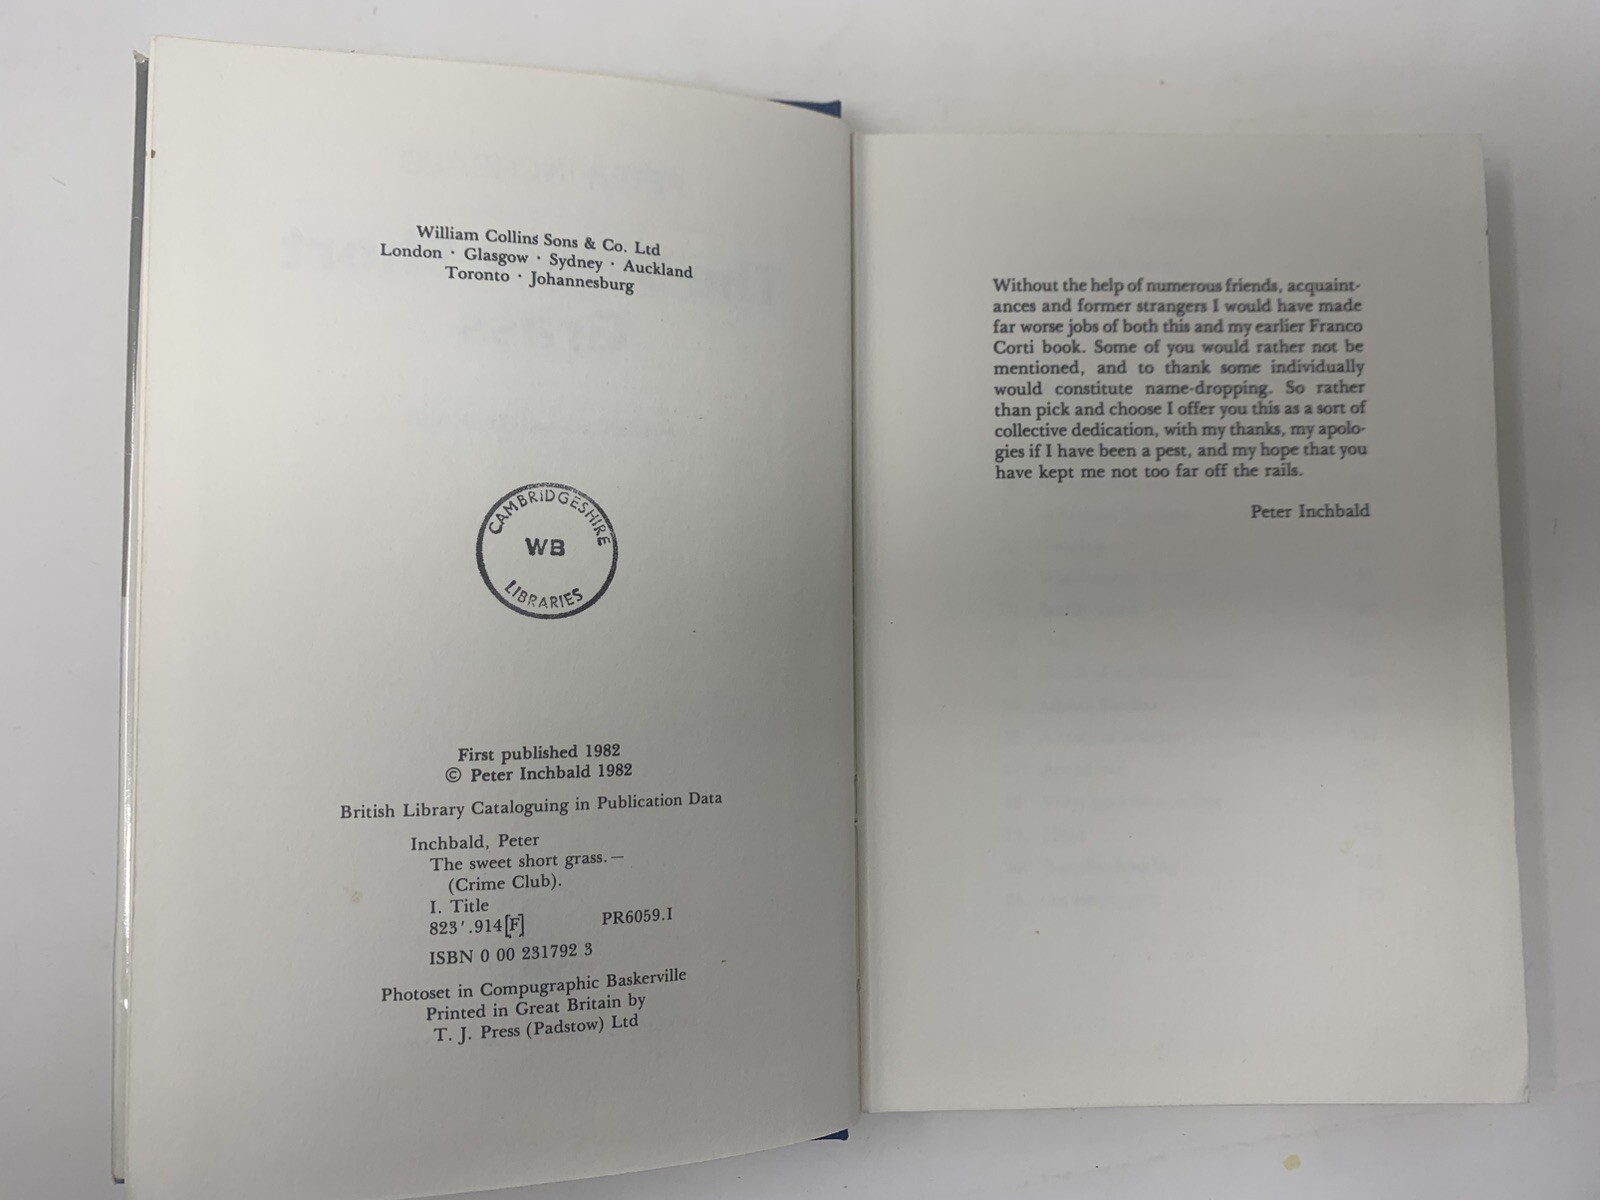 William Collins Sons & Co. Ltd
London · Glasgow · Sydney · Auckland
Toronto · Johannesburg
CAMBRIDGESHIRE
WB
LIBRARIES
First published 1982
© Peter Inchbald 1982
British Library Cataloguing in Publication Data
Inchbald, Peter
The sweet short grass.—
(Crime Club).
I. Title
823'.914[F] PR6059.I
ISBN 0 00 231792 3
Photoset in Compugraphic Baskerville
Printed in Great Britain by
T. J. Press (Padstow) Ltd
Without the help of numerous friends, acquaint-
ances and former strangers I would have made
far worse jobs of both this and my earlier Franco
Corti book. Some of you would rather not be
mentioned, and to thank some individually
would constitute name-dropping. So rather
than pick and choose I offer you this as a sort of
collective dedication, with my thanks, my apolo-
gies if I have been a pest, and my hope that you
have kept me not too far off the rails.
Peter Inchbald